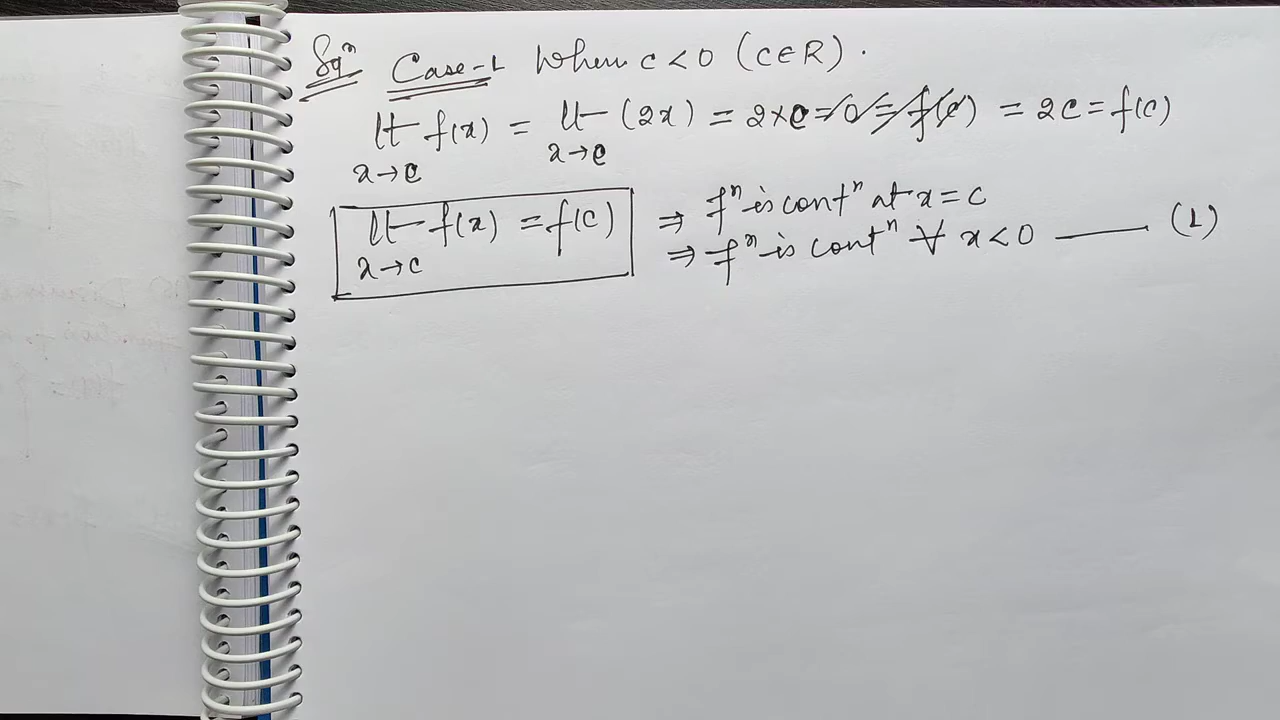 Solⁿ Case-1 When c < 0 (c∈R).
lt f(x) = lt (2x) = 2×c = 0 = f(c) = 2c = f(c)
x→c x→c
lt f(x) = f(c) ⇒ fⁿ is contⁿ at x = c
x→c ⇒ fⁿ is contⁿ ∀ x < 0 —— (1)